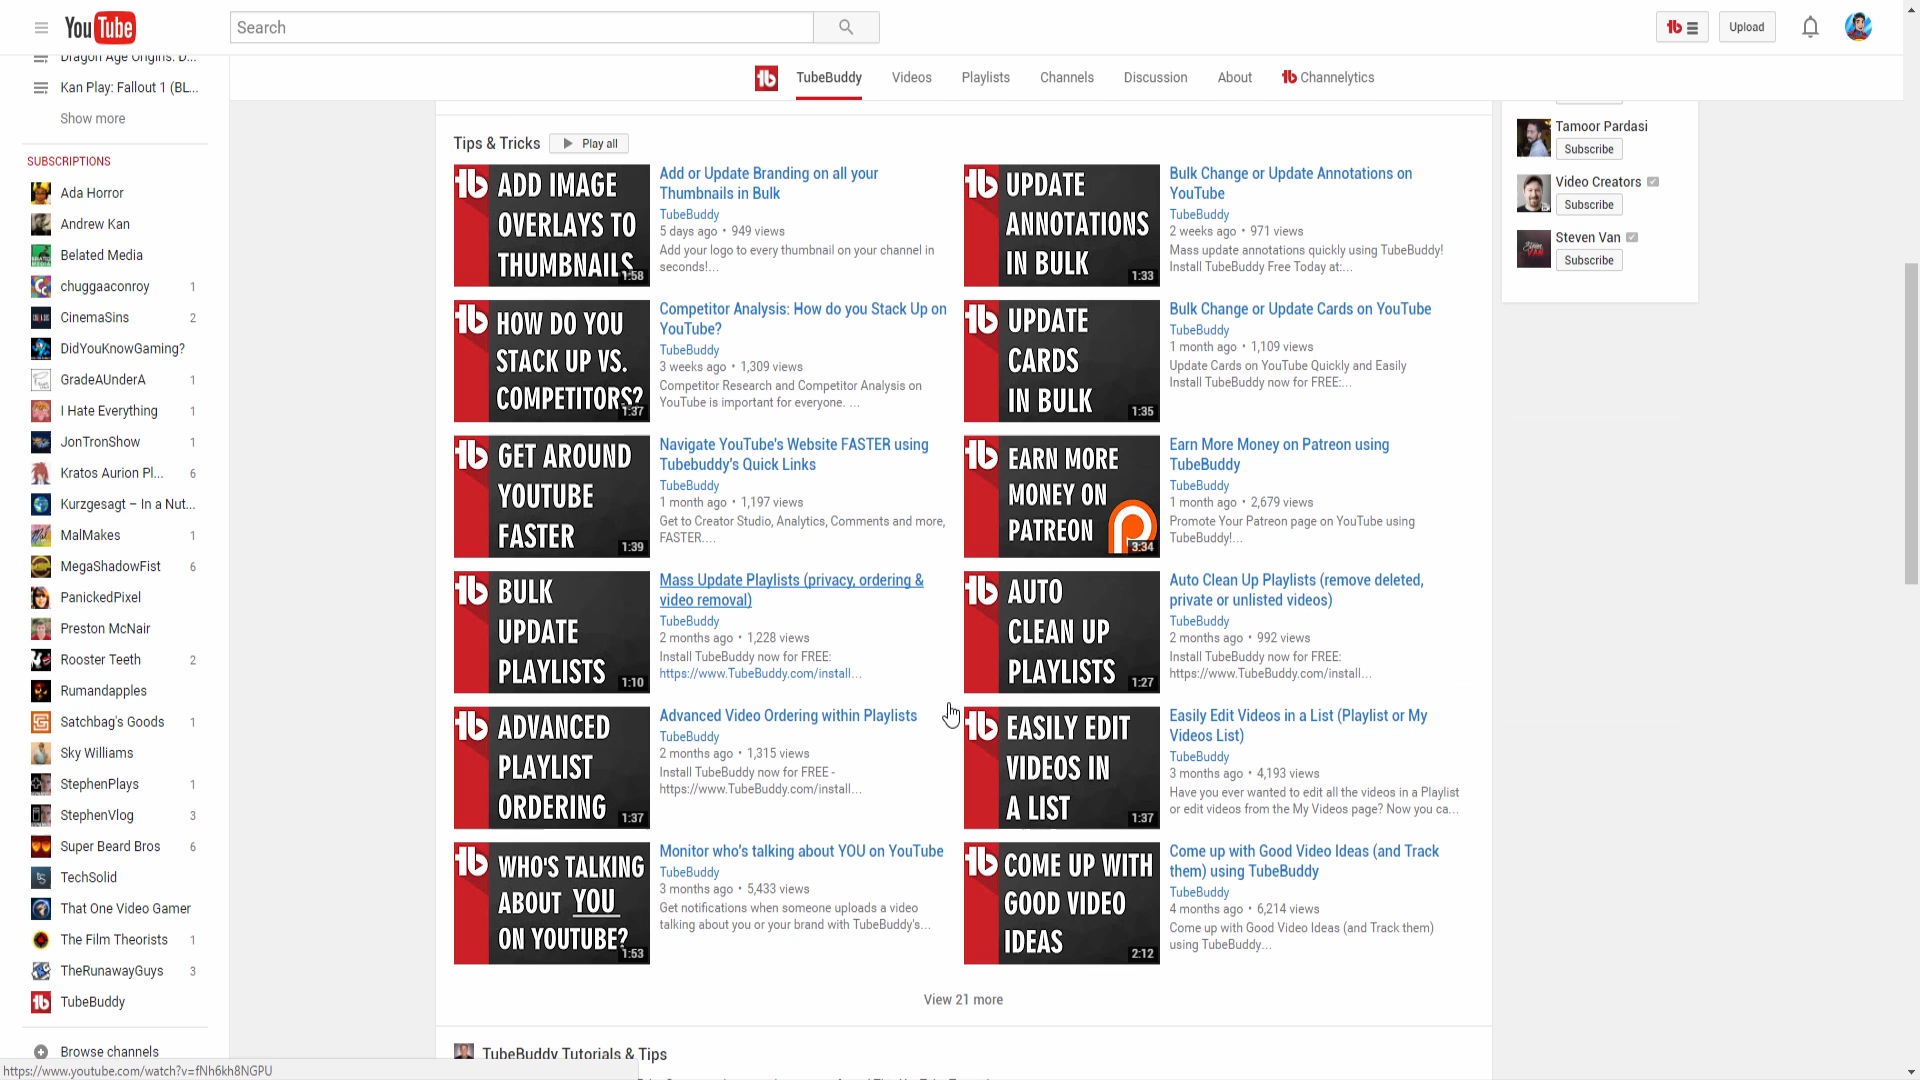 YouTube
Search
Upload
Dragon Age Origins: D...
Kan Play: Fallout 1 (BL...
Show more
SUBSCRIPTIONS
Ada Horror
Andrew Kan
Belated Media
chuggaaconroy 1
CinemaSins 2
DidYouKnowGaming?
GradeAUnderA 1
I Hate Everything 1
JonTronShow 1
Kratos Aurion Pl... 6
Kurzgesagt – In a Nut...
MalMakes 1
MegaShadowFist 6
PanickedPixel
Preston McNair
Rooster Teeth 2
Rumandapples
Satchbag's Goods 1
Sky Williams
StephenPlays 1
StephenVlog 3
Super Beard Bros 6
TechSolid
That One Video Gamer
The Film Theorists 1
TheRunawayGuys 3
TubeBuddy
Browse channels
https://www.youtube.com/watch?v=fNh6kh8NGPU
TubeBuddy Videos Playlists Channels Discussion About Channelytics
Tips & Tricks Play all
ADD IMAGE
OVERLAYS TO
THUMBNAILS
1:58
Add or Update Branding on all your
Thumbnails in Bulk
TubeBuddy
5 days ago • 949 views
Add your logo to every thumbnail on your channel in
seconds!...
UPDATE
ANNOTATIONS
IN BULK
1:33
Bulk Change or Update Annotations on
YouTube
TubeBuddy
2 weeks ago • 971 views
Mass update annotations quickly using TubeBuddy!
Install TubeBuddy Free Today at:...
HOW DO YOU
STACK UP VS.
COMPETITORS?
1:37
Competitor Analysis: How do you Stack Up on
YouTube?
TubeBuddy
3 weeks ago • 1,309 views
Competitor Research and Competitor Analysis on
YouTube is important for everyone. ...
UPDATE
CARDS
IN BULK
1:35
Bulk Change or Update Cards on YouTube
TubeBuddy
1 month ago • 1,109 views
Update Cards on YouTube Quickly and Easily
Install TubeBuddy now for FREE:...
GET AROUND
YOUTUBE
FASTER
1:39
Navigate YouTube's Website FASTER using
Tubebuddy's Quick Links
TubeBuddy
1 month ago • 1,197 views
Get to Creator Studio, Analytics, Comments and more,
FASTER....
EARN MORE
MONEY ON
PATREON
3:34
Earn More Money on Patreon using
TubeBuddy
TubeBuddy
1 month ago • 2,679 views
Promote Your Patreon page on YouTube using
TubeBuddy!...
BULK
UPDATE
PLAYLISTS
1:10
Mass Update Playlists (privacy, ordering &
video removal)
TubeBuddy
2 months ago • 1,228 views
Install TubeBuddy now for FREE:
https://www.TubeBuddy.com/install...
AUTO
CLEAN UP
PLAYLISTS
1:27
Auto Clean Up Playlists (remove deleted,
private or unlisted videos)
TubeBuddy
2 months ago • 992 views
Install TubeBuddy now for FREE:
https://www.TubeBuddy.com/install...
ADVANCED
PLAYLIST
ORDERING
1:37
Advanced Video Ordering within Playlists
TubeBuddy
2 months ago • 1,315 views
Install TubeBuddy now for FREE -
https://www.TubeBuddy.com/install...
EASILY EDIT
VIDEOS IN
A LIST
1:37
Easily Edit Videos in a List (Playlist or My
Videos List)
TubeBuddy
3 months ago • 4,193 views
Have you ever wanted to edit all the videos in a Playlist
or edit videos from the My Videos page? Now you ca...
WHO'S TALKING
ABOUT YOU
ON YOUTUBE?
1:53
Monitor who's talking about YOU on YouTube
TubeBuddy
3 months ago • 5,433 views
Get notifications when someone uploads a video
talking about you or your brand with TubeBuddy's...
COME UP WITH
GOOD VIDEO
IDEAS
2:12
Come up with Good Video Ideas (and Track
them) using TubeBuddy
TubeBuddy
4 months ago • 6,214 views
Come up with Good Video Ideas (and Track them)
using TubeBuddy...
View 21 more
TubeBuddy Tutorials & Tips
Tamoor Pardasi
Subscribe
Video Creators
Subscribe
Steven Van
Subscribe